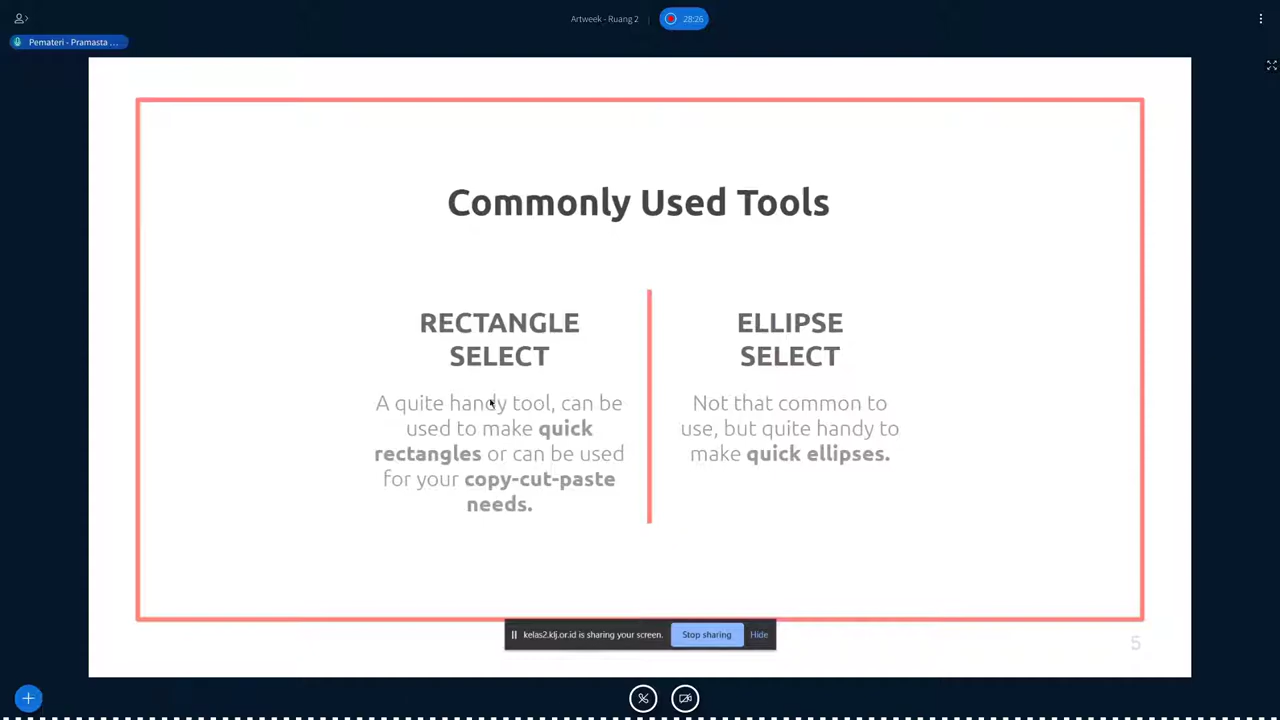 Artweek - Ruang 2
28:26
Pemateri - Pramasta ...
Commonly Used Tools
RECTANGLE
SELECT
A quite handy tool, can be
used to make quick
rectangles or can be used
for your copy-cut-paste
needs.
ELLIPSE
SELECT
Not that common to
use, but quite handy to
make quick ellipses.
kelas2.klj.or.id is sharing your screen.
Stop sharing
Hide
5